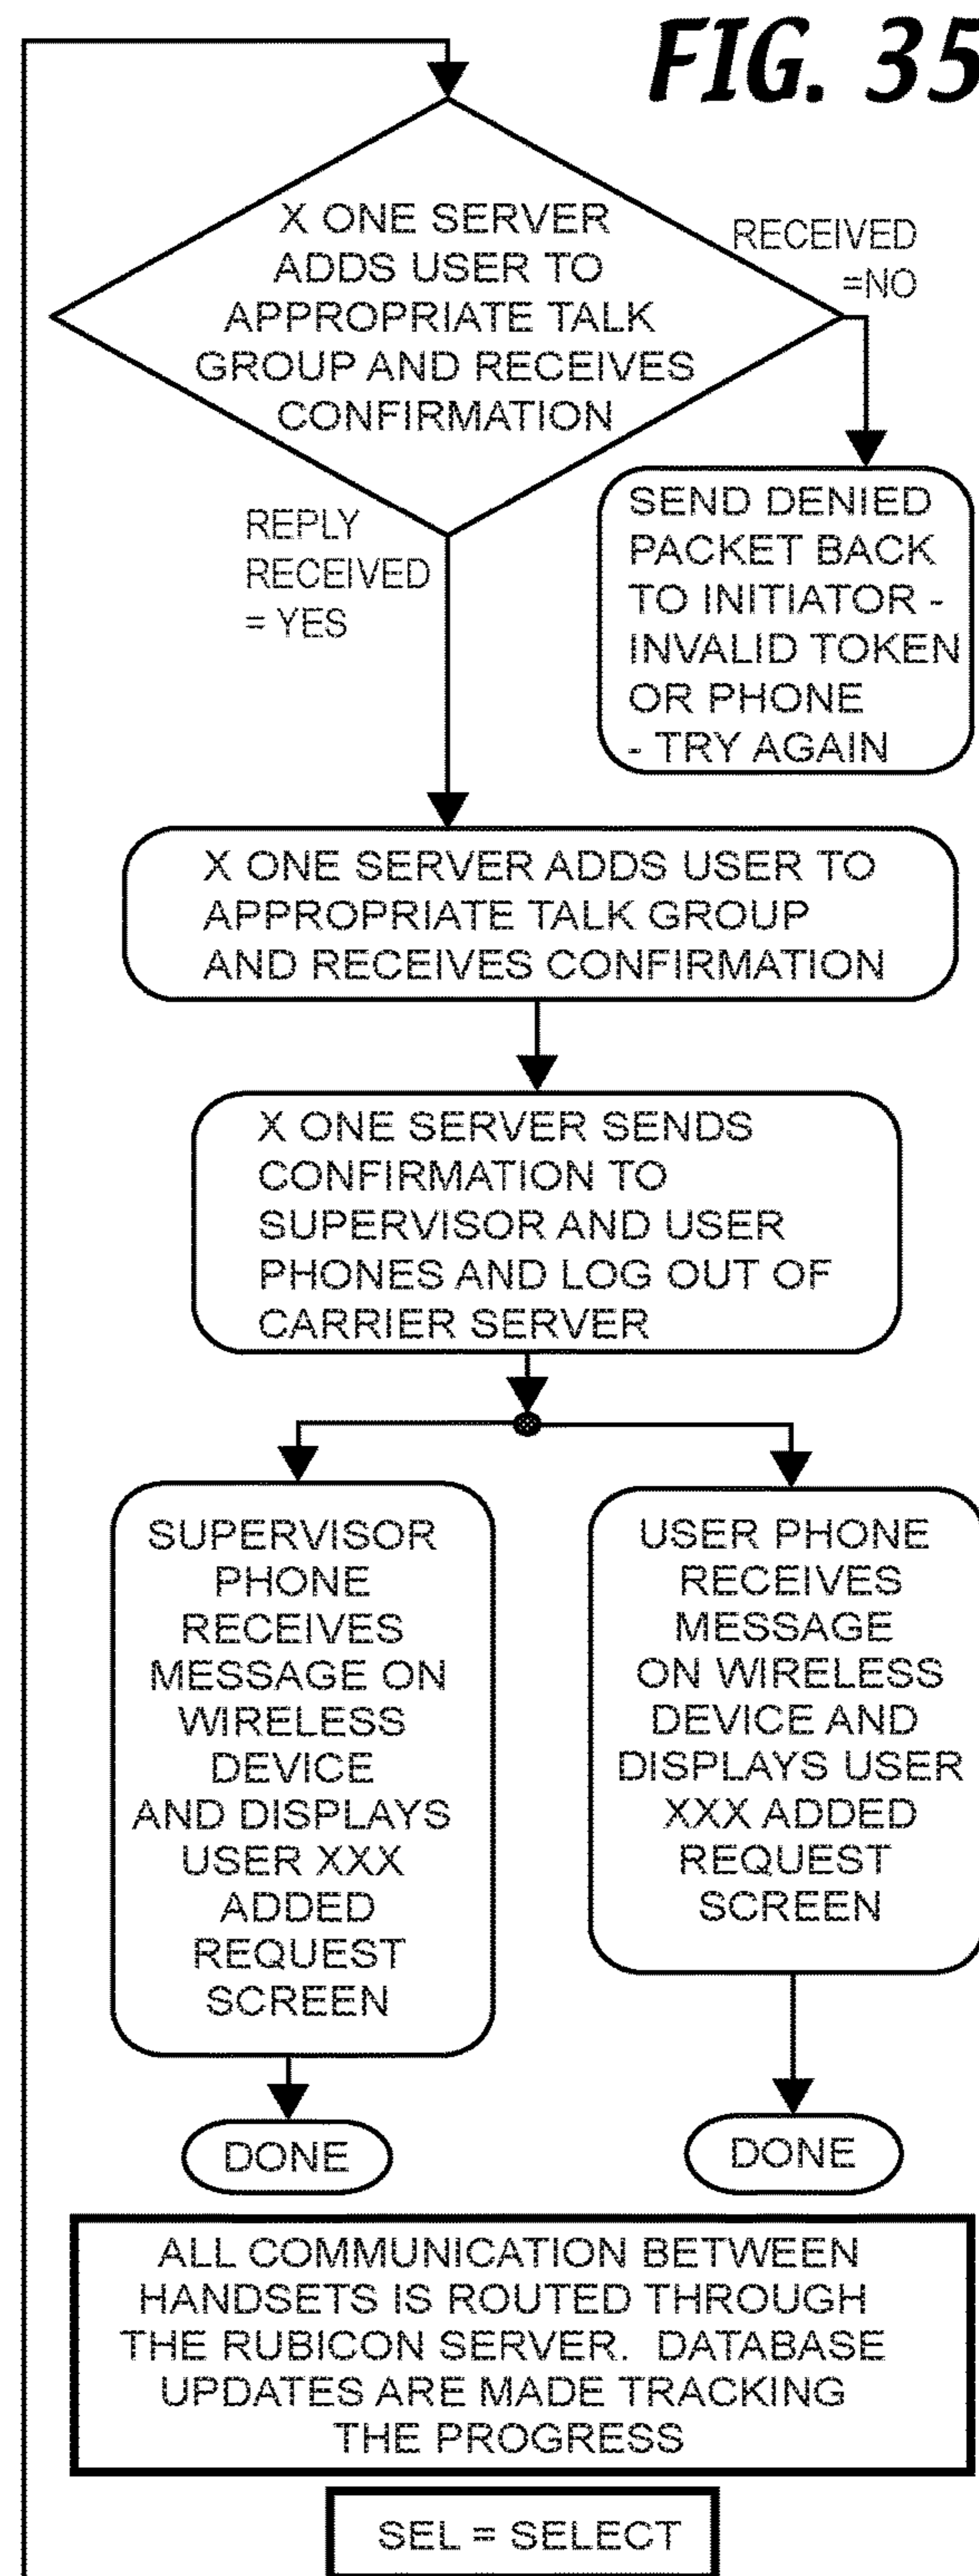 FIG. 35
X ONE SERVER
ADDS USER TO
APPROPRIATE TALK
GROUP AND RECEIVES
CONFIRMATION
RECEIVED
=NO
REPLY
RECEIVED
= YES
SEND DENIED
PACKET BACK
TO INITIATOR -
INVALID TOKEN
OR PHONE
- TRY AGAIN
X ONE SERVER ADDS USER TO
APPROPRIATE TALK GROUP
AND RECEIVES CONFIRMATION
X ONE SERVER SENDS
CONFIRMATION TO
SUPERVISOR AND USER
PHONES AND LOG OUT OF
CARRIER SERVER
SUPERVISOR
PHONE
RECEIVES
MESSAGE ON
WIRELESS
DEVICE
AND DISPLAYS
USER XXX
ADDED
REQUEST
SCREEN
USER PHONE
RECEIVES
MESSAGE
ON WIRELESS
DEVICE AND
DISPLAYS USER
XXX ADDED
REQUEST
SCREEN
DONE
DONE
ALL COMMUNICATION BETWEEN
HANDSETS IS ROUTED THROUGH
THE RUBICON SERVER. DATABASE
UPDATES ARE MADE TRACKING
THE PROGRESS
SEL = SELECT